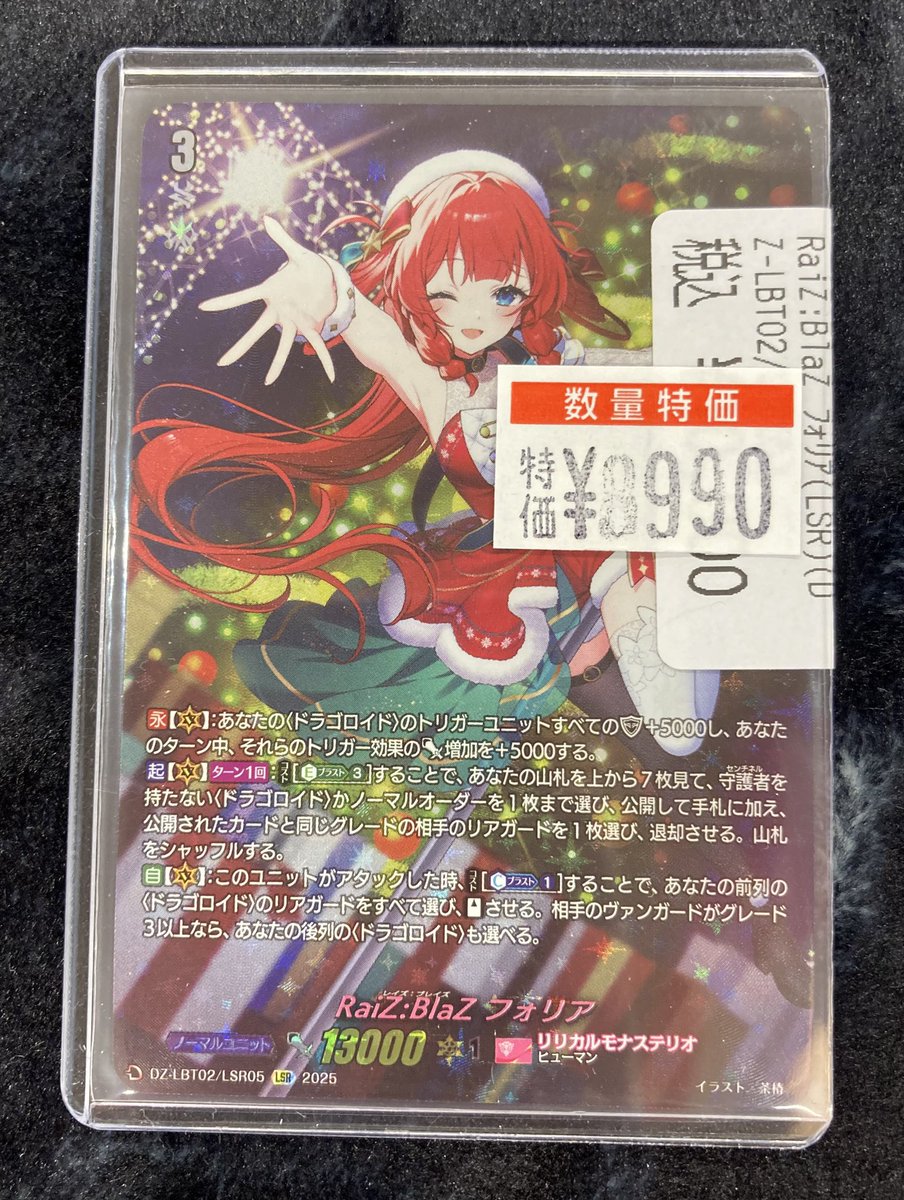 3
RaiZ:BlaZ フォリア(LSR)(D
Z-LBT02/
税込
数量特価
特価 ¥8990
00
永【】:あなたの〈ドラゴロイド〉のトリガーユニットすべての+5000し、あなた
のターン中、それらのトリガー効果の増加を+5000する。
起【】ターン1回:コスト[Eブラスト 3]することで、あなたの山札を上から7枚見て、守護者を
センチネル
持たない〈ドラゴロイド〉かノーマルオーダーを1枚まで選び、公開して手札に加え、
公開されたカードと同じグレードの相手のリアガードを1枚選び、退却させる。山札
をシャッフルする。
自【】:このユニットがアタックした時、コスト[Cブラスト 1]することで、あなたの前列の
〈ドラゴロイド〉のリアガードをすべて選び、させる。相手のヴァンガードがグレード
3以上なら、あなたの後列の〈ドラゴロイド〉も選べる。
レイズ:ブレイズ
RaiZ:BlaZ フォリア
ノーマルユニット 13000 1 リリカルモナステリオ
ヒューマン
D DZ-LBT02/LSR05 LSR 2025 イラスト 茶椿